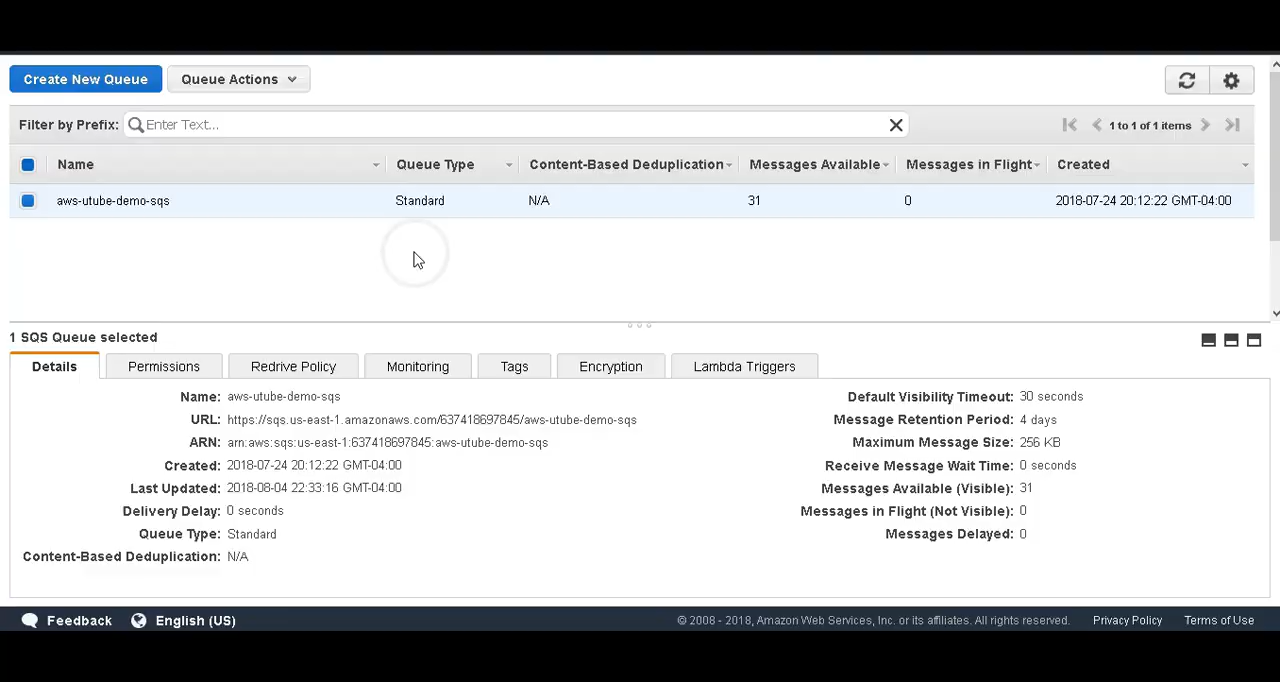 Create New Queue Queue Actions
Filter by Prefix: Enter Text... 1 to 1 of 1 items
Name Queue Type Content-Based Deduplication Messages Available Messages in Flight Created
aws-utube-demo-sqs Standard N/A 31 0 2018-07-24 20:12:22 GMT-04:00
1 SQS Queue selected
Details Permissions Redrive Policy Monitoring Tags Encryption Lambda Triggers
Name: aws-utube-demo-sqs Default Visibility Timeout: 30 seconds
URL: https://sqs.us-east-1.amazonaws.com/637418697845/aws-utube-demo-sqs Message Retention Period: 4 days
ARN: arn:aws:sqs:us-east-1:637418697845:aws-utube-demo-sqs Maximum Message Size: 256 KB
Created: 2018-07-24 20:12:22 GMT-04:00 Receive Message Wait Time: 0 seconds
Last Updated: 2018-08-04 22:33:16 GMT-04:00 Messages Available (Visible): 31
Delivery Delay: 0 seconds Messages in Flight (Not Visible): 0
Queue Type: Standard Messages Delayed: 0
Content-Based Deduplication: N/A
Feedback English (US) © 2008 - 2018, Amazon Web Services, Inc. or its affiliates. All rights reserved. Privacy Policy Terms of Use